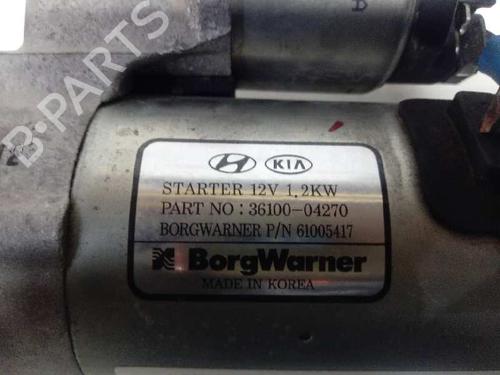 B-PARTS
A
KIA
STARTER 12V 1.2KW
PART NO : 36100-04270
BORGWARNER P/N 61005417
BorgWarner
MADE IN KOREA